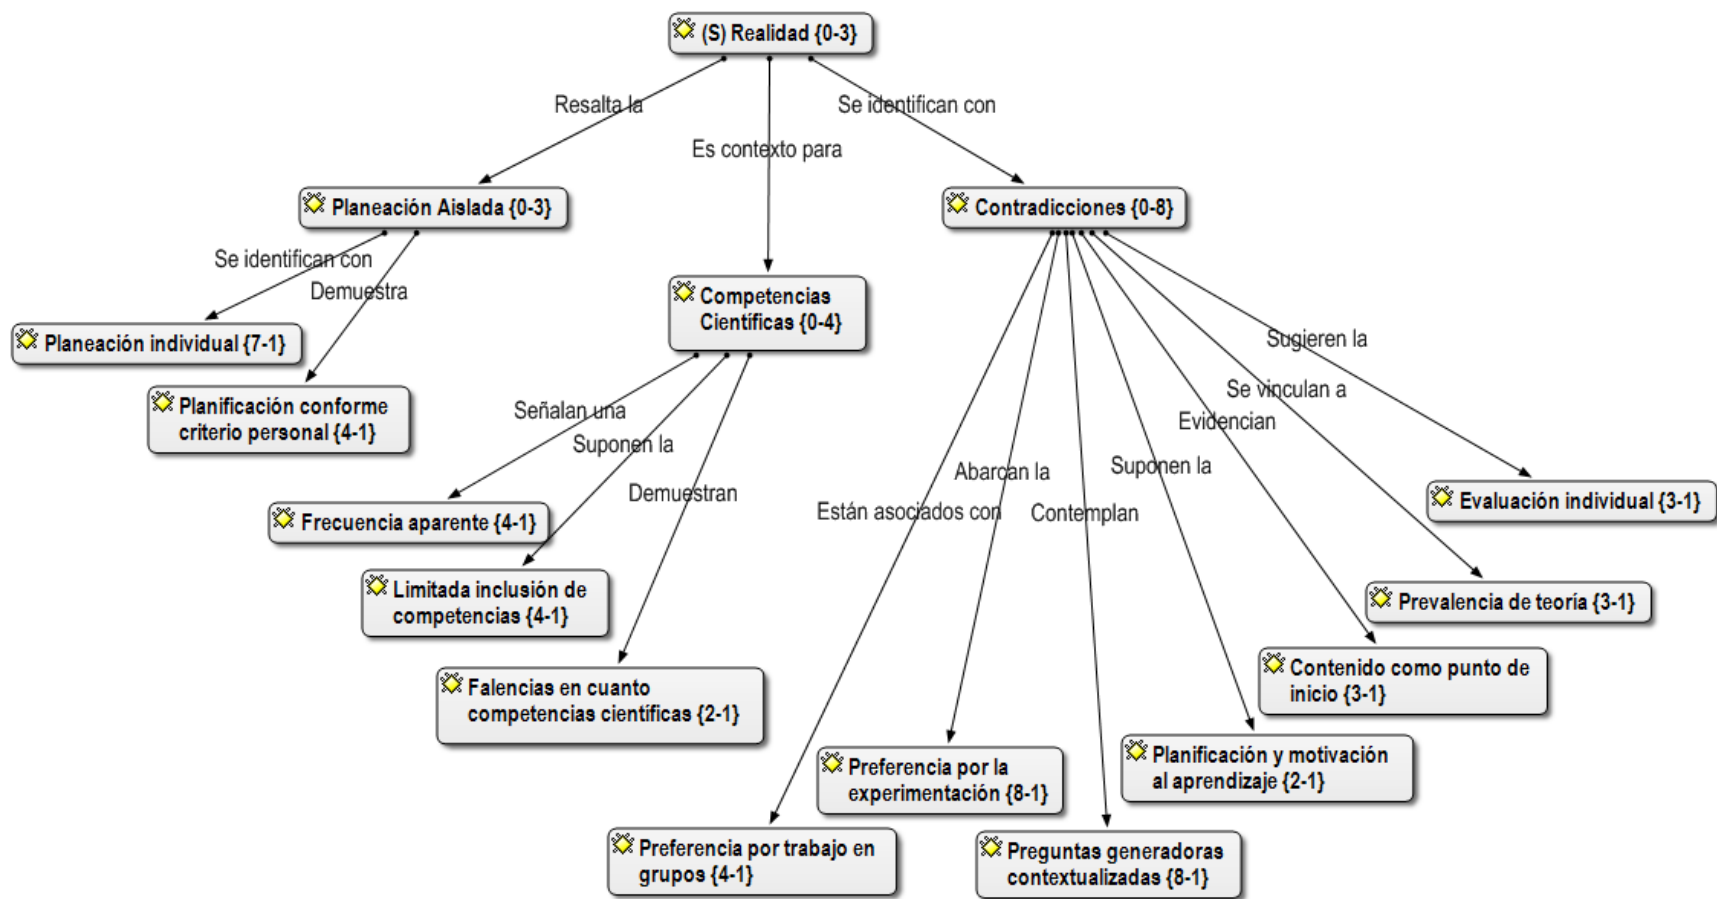 (S) Realidad {0-3}
Resalta la
Se identifican con
Es contexto para
Planeación Aislada {0-3}
Contradicciones {0-8}
Se identifican con
Demuestra
Competencias
Científicas {0-4}
Planeación individual {7-1}
Planificación conforme
criterio personal {4-1}
Señalan una
Suponen la
Demuestran
Sugieren la
Se vinculan a
Evidencian
Suponen la
Abarcan la
Contemplan
Están asociados con
Frecuencia aparente {4-1}
Limitada inclusión de
competencias {4-1}
Falencias en cuanto
competencias científicas {2-1}
Evaluación individual {3-1}
Prevalencia de teoría {3-1}
Contenido como punto de
inicio {3-1}
Planificación y motivación
al aprendizaje {2-1}
Preferencia por la
experimentación {8-1}
Preferencia por trabajo en
grupos {4-1}
Preguntas generadoras
contextualizadas {8-1}